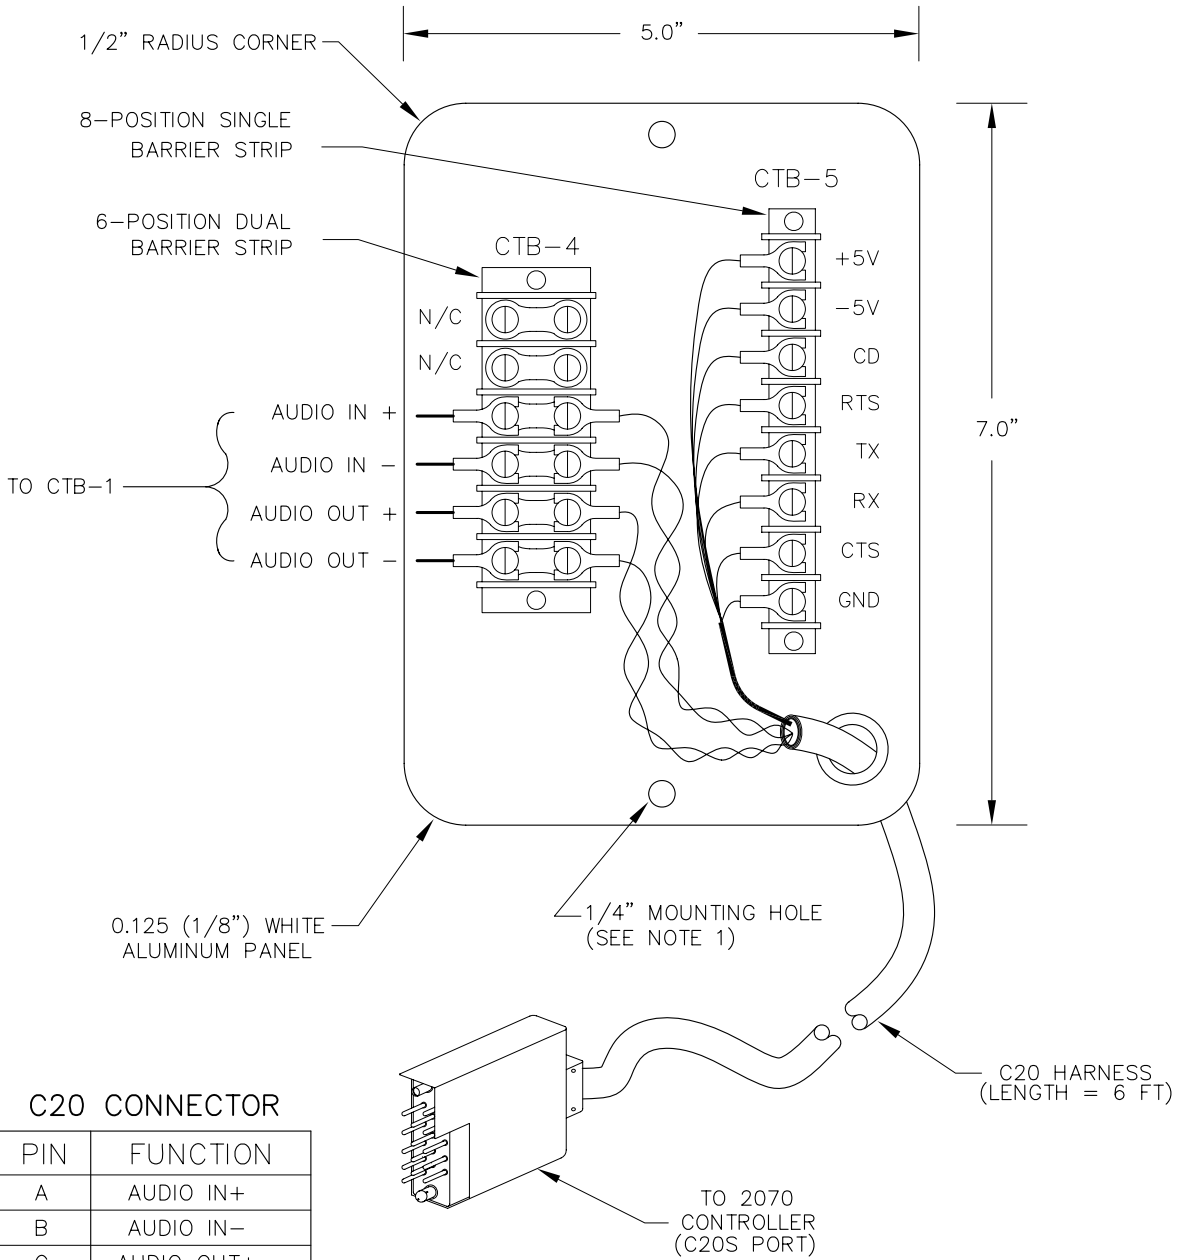 5.0”
1/2” RADIUS CORNER
8-POSITION SINGLE
BARRIER STRIP
CTB-5
6-POSITION DUAL
BARRIER STRIP
CTB-4
+5V
-5V
N/C
CD
N/C
RTS
AUDIO IN +
7.0”
TX
AUDIO IN -
TO CTB-1
RX
AUDIO OUT +
CTS
AUDIO OUT -
GND
0.125 (1/8”) WHITE
ALUMINUM PANEL
1/4” MOUNTING HOLE
(SEE NOTE 1)
C20 HARNESS
(LENGTH = 6 FT)
C20 CONNECTOR
PIN FUNCTION
A AUDIO IN+
B AUDIO IN-
C AUDIO OUT+
TO 2070
CONTROLLER
(C20S PORT)